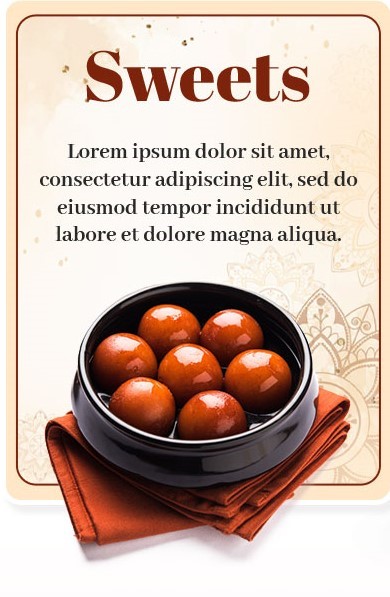 Sweets
Lorem ipsum dolor sit amet,
consectetur adipiscing elit, sed do
eiusmod tempor incididunt ut
labore et dolore magna aliqua.